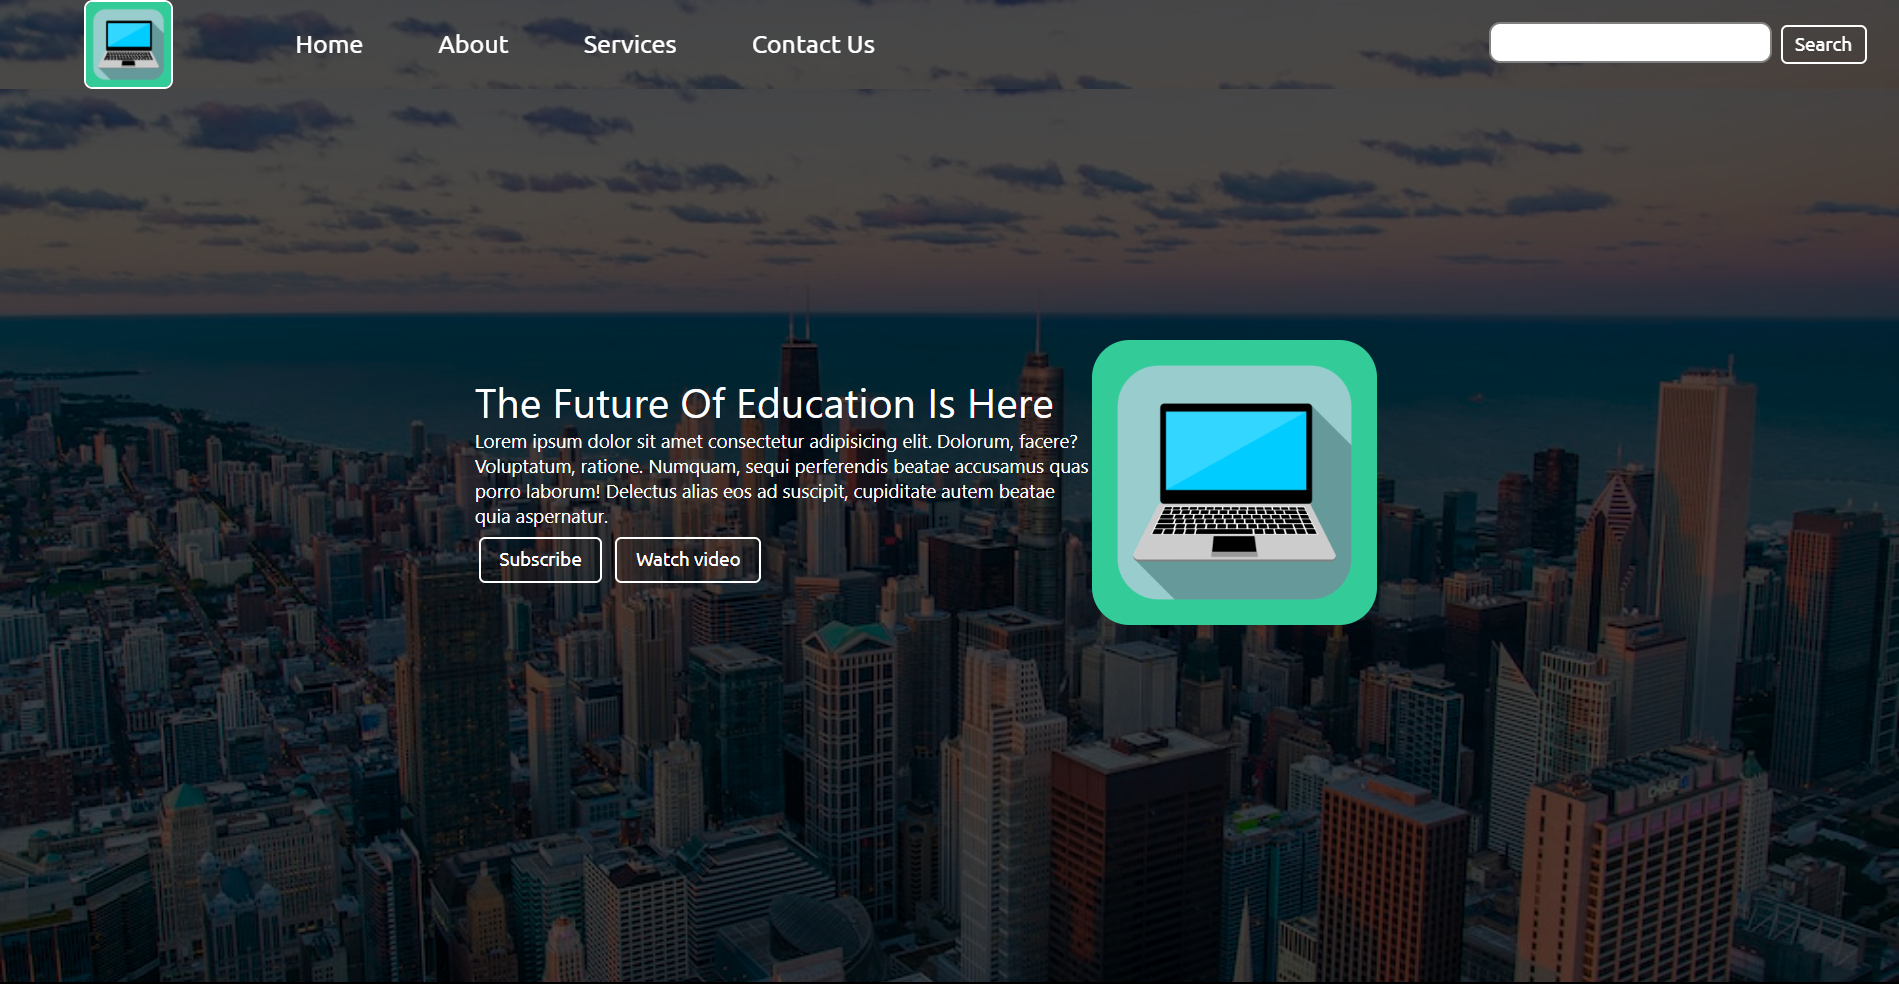 Home About Services Contact Us Search
The Future Of Education Is Here
Lorem ipsum dolor sit amet consectetur adipisicing elit. Dolorum, facere?
Voluptatum, ratione. Numquam, sequi perferendis beatae accusamus quas
porro laborum! Delectus alias eos ad suscipit, cupiditate autem beatae
quia aspernatur.
Subscribe Watch video